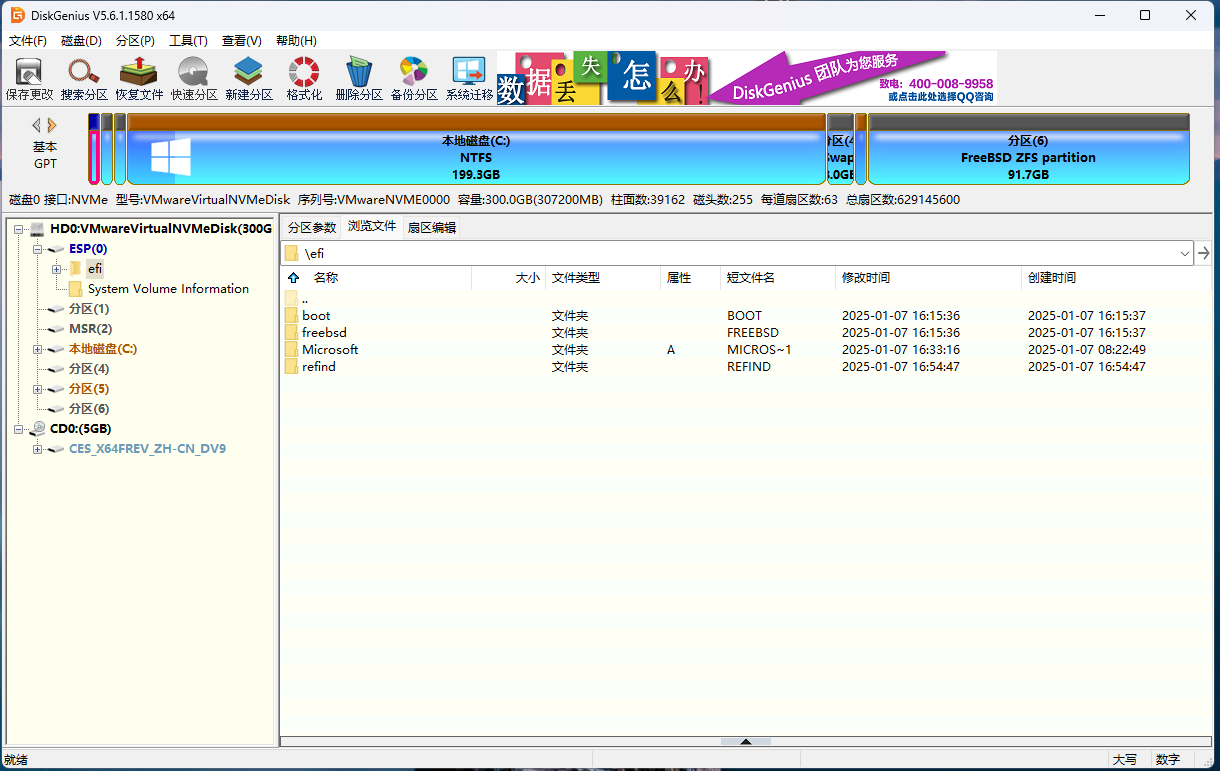 DiskGenius V5.6.1.1580 x64
文件(F) 磁盘(D) 分区(P) 工具(T) 查看(V) 帮助(H)
保存更改 搜索分区 恢复文件 快速分区 新建分区 格式化 删除分区 备份分区 系统迁移
数据丢失怎么办!
DiskGenius 团队为您服务
致电: 400-008-9958
或点击此处选择QQ咨询
基本
GPT
本地磁盘(C:)
NTFS
199.3GB
分区(4
Swap
8.0GB
分区(6)
FreeBSD ZFS partition
91.7GB
磁盘0 接口:NVMe 型号:VMwareVirtualNVMeDisk 序列号:VMwareNVME0000 容量:300.0GB(307200MB) 柱面数:39162 磁头数:255 每道扇区数:63 总扇区数:629145600
HD0:VMwareVirtualNVMeDisk(300G
ESP(0)
efi
System Volume Information
分区(1)
MSR(2)
本地磁盘(C:)
分区(4)
分区(5)
分区(6)
CD0:(5GB)
CES_X64FREV_ZH-CN_DV9
分区参数 浏览文件 扇区编辑
\efi
名称 大小 文件类型 属性 短文件名 修改时间 创建时间
..
boot 文件夹 BOOT 2025-01-07 16:15:36 2025-01-07 16:15:37
freebsd 文件夹 FREEBSD 2025-01-07 16:15:36 2025-01-07 16:15:37
Microsoft 文件夹 A MICROS~1 2025-01-07 16:33:16 2025-01-07 08:22:49
refind 文件夹 REFIND 2025-01-07 16:54:47 2025-01-07 16:54:47
就绪 大写 数字